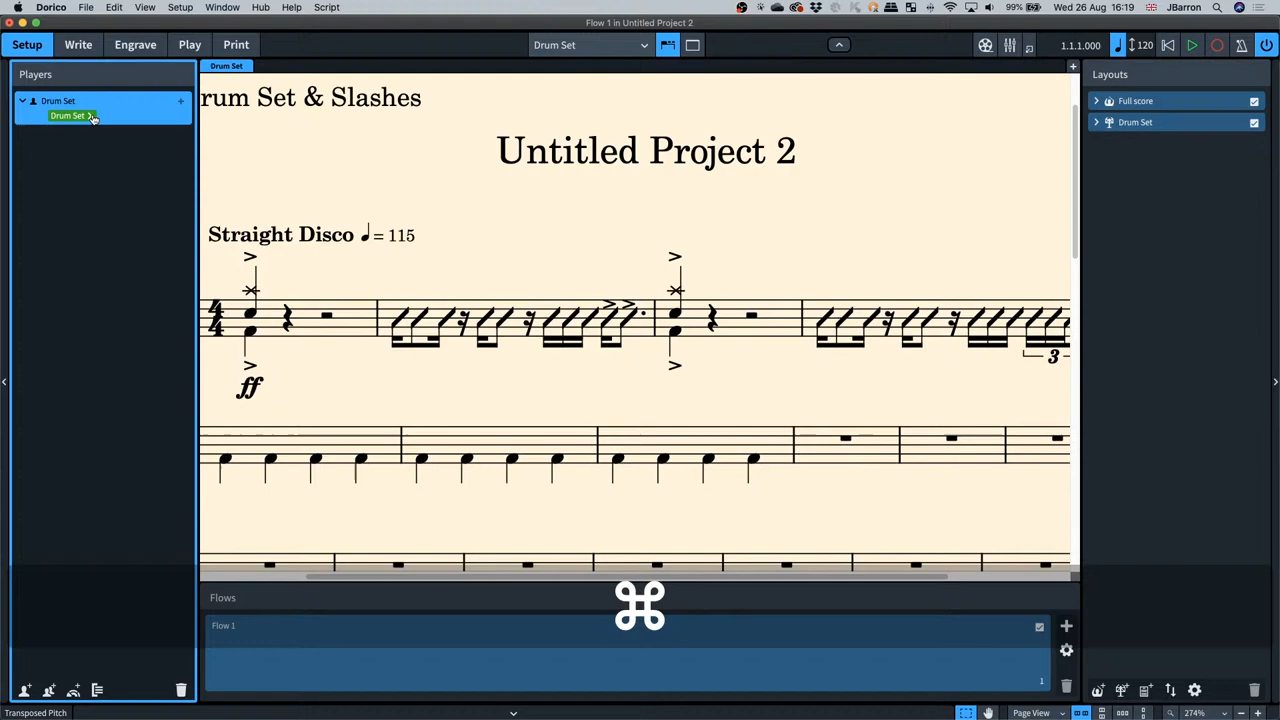 Dorico File Edit View Setup Window Hub Help Script 99% Wed 26 Aug 16:19 JBarron
Flow 1 in Untitled Project 2
Setup Write Engrave Play Print Drum Set 1.1.1.000 120
Players
Drum Set
Layouts
Drum Set
Drum Set
Full score
Drum Set
rum Set & Slashes
Untitled Project 2
Straight Disco ♩= 115
4
4
3
ff
⌘
Flows
Flow 1
1
Transposed Pitch
Page View
274%